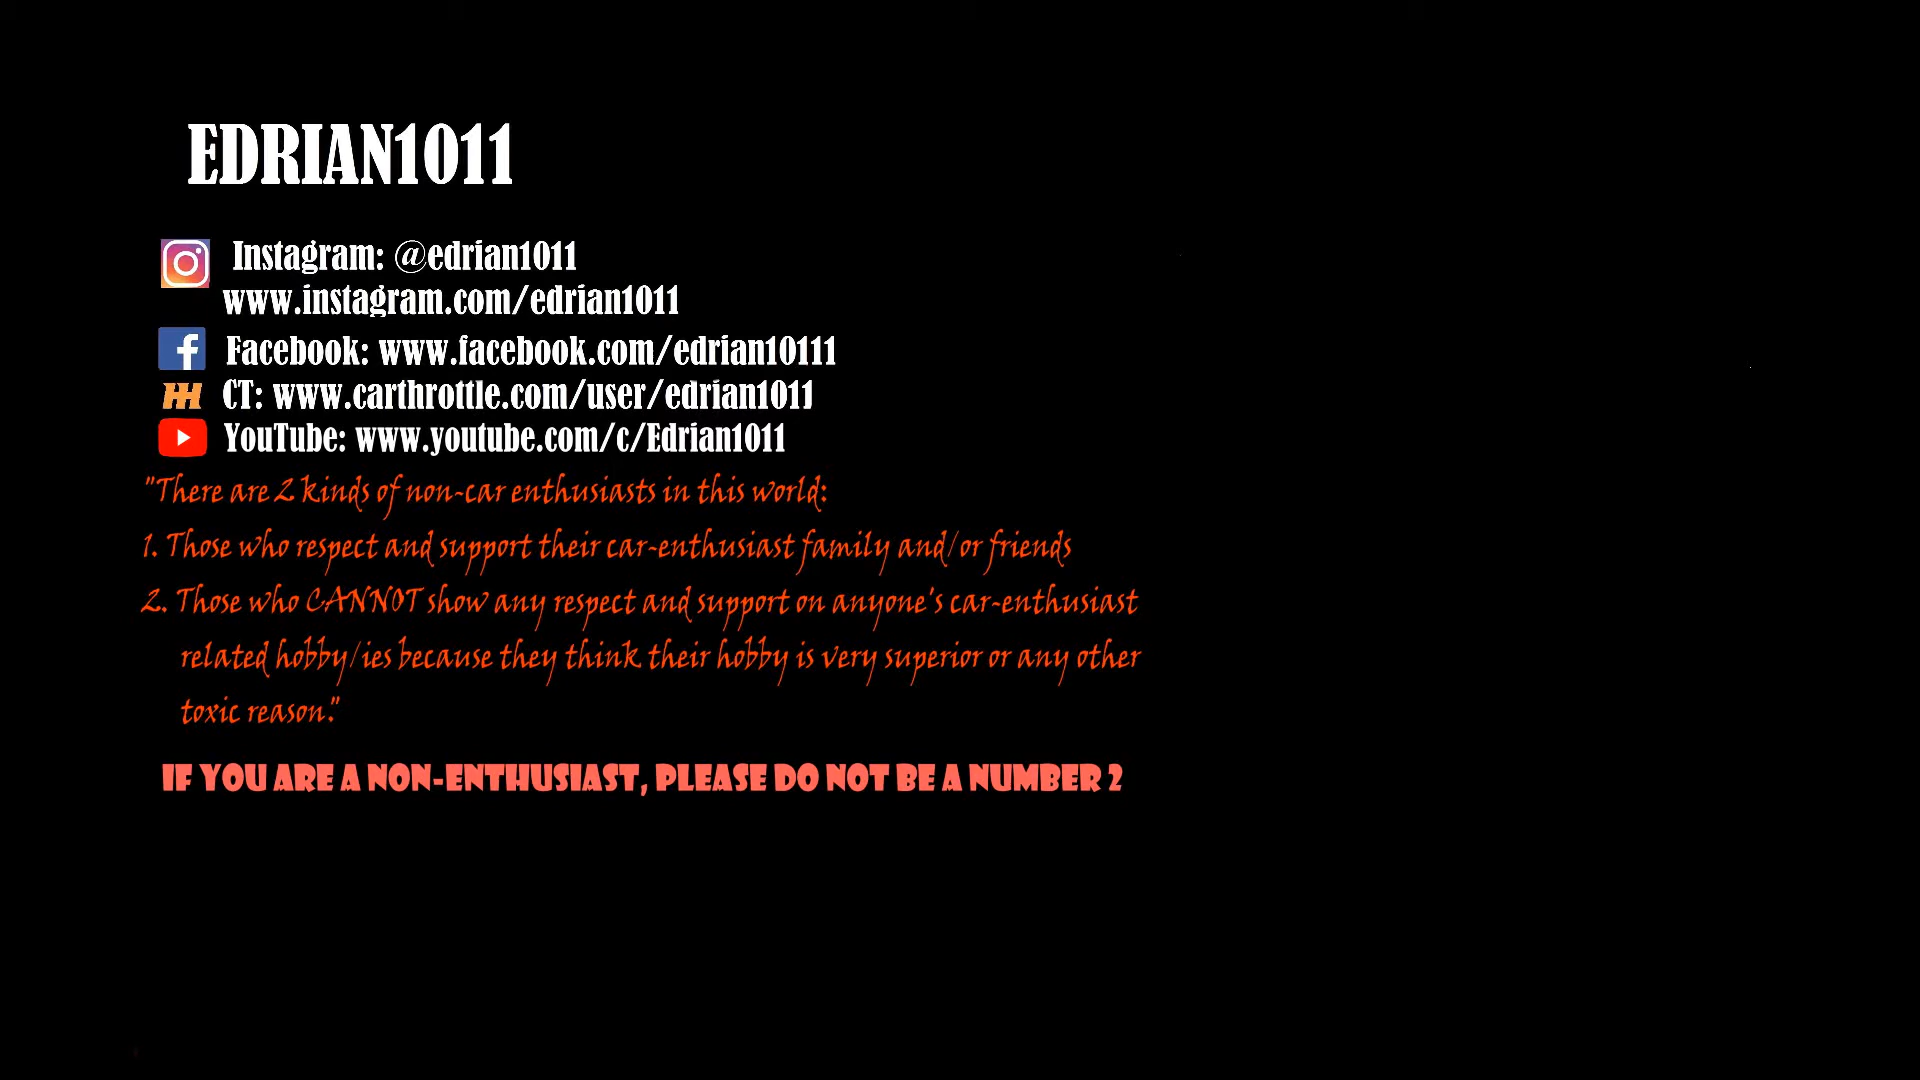 EDRIAN1011
Instagram: @edrian1011
www.instagram.com/edrian1011
Facebook: www.facebook.com/edrian10111
CT: www.carthrottle.com/user/edrian1011
YouTube: www.youtube.com/c/Edrian1011
"There are 2 kinds of non-car enthusiasts in this world:
1. Those who respect and support their car-enthusiast family and/or friends
2. Those who CANNOT show any respect and support on anyone's car-enthusiast
related hobby/ies because they think their hobby is very superior or any other
toxic reason."
IF YOU ARE A NON-ENTHUSIAST, PLEASE DO NOT BE A NUMBER 2